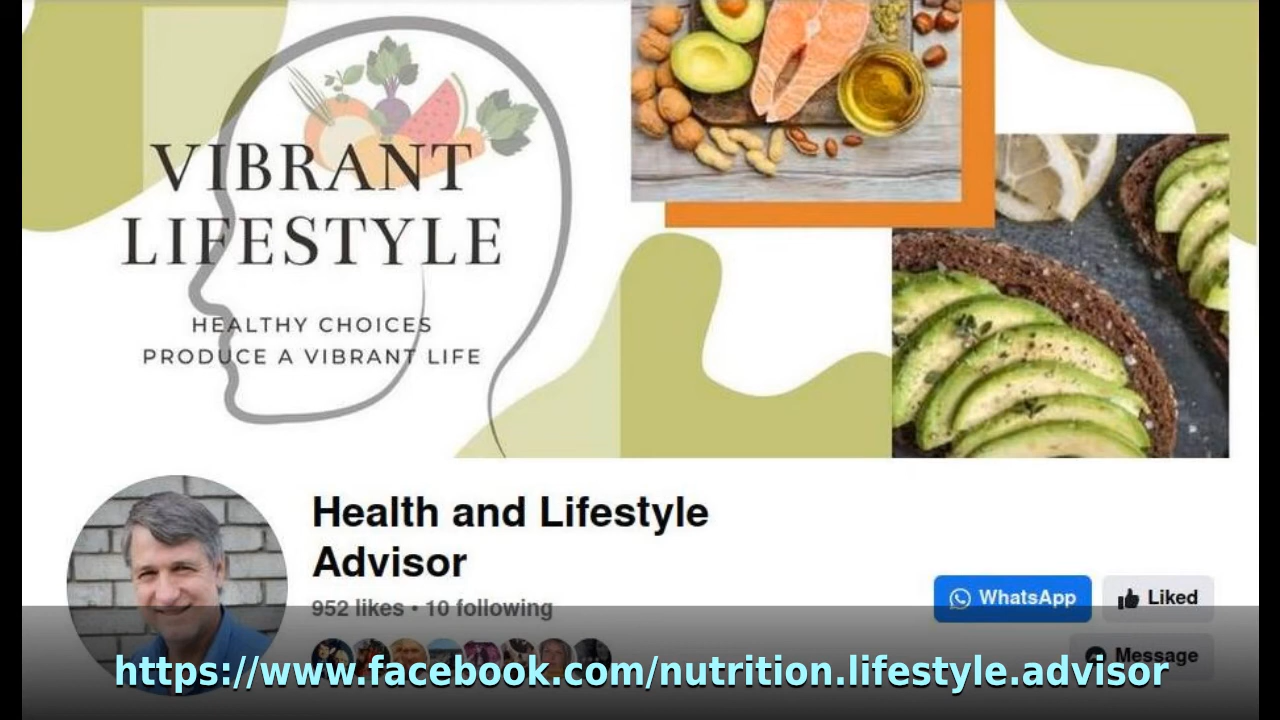 VIBRANT
LIFESTYLE
HEALTHY CHOICES
PRODUCE A VIBRANT LIFE
Health and Lifestyle
Advisor
952 likes • 10 following
WhatsApp
Liked
Message
https://www.facebook.com/nutrition.lifestyle.advisor